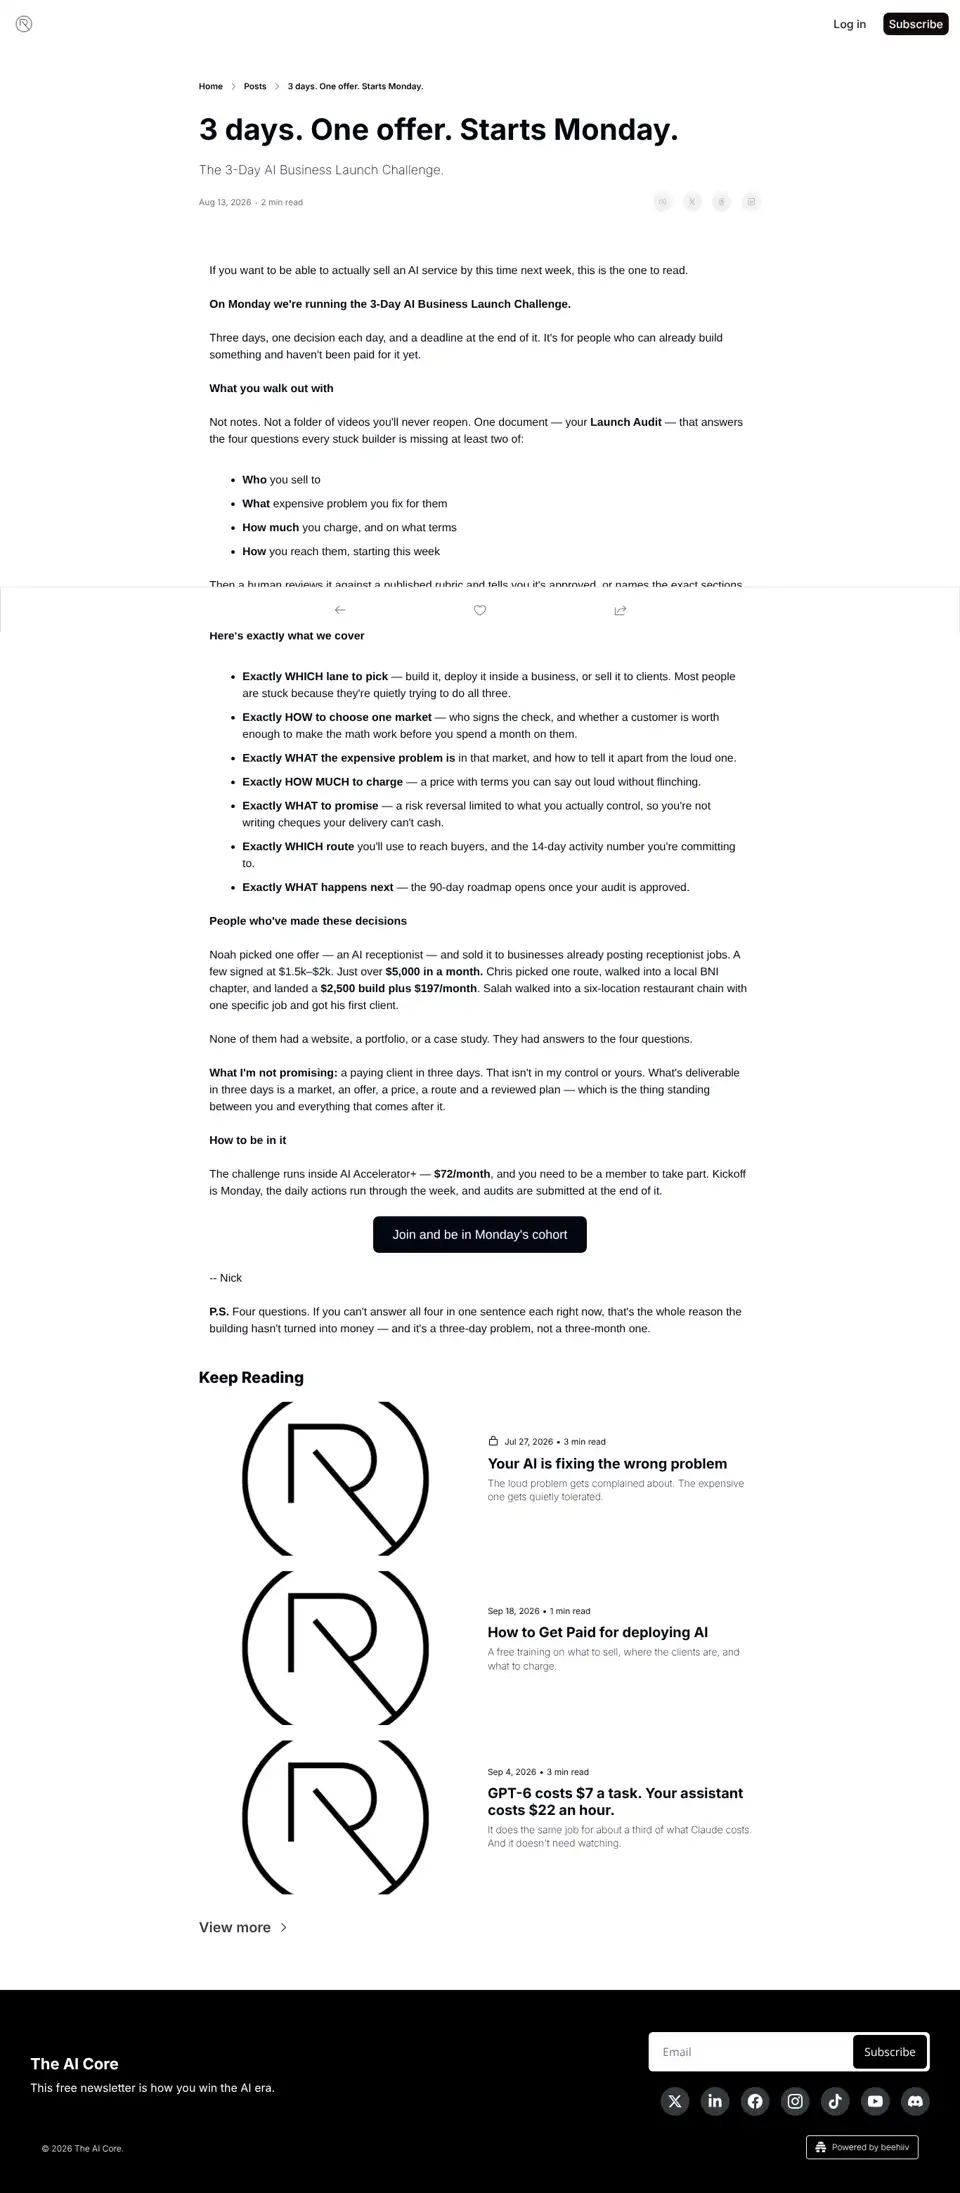 Log in
Subscribe
Home
Posts
3 days. One offer. Starts Monday.
3 days. One offer. Starts Monday.
The 3-Day AI Business Launch Challenge.
Aug 13, 2026 • 2 min read
If you want to be able to actually sell an AI service by this time next week, this is the one to read.
On Monday we're running the 3-Day AI Business Launch Challenge.
Three days, one decision each day, and a deadline at the end of it. It's for people who can already build
something and haven't been paid for it yet.
What you walk out with
Not notes. Not a folder of videos you'll never reopen. One document — your Launch Audit — that answers
the four questions every stuck builder is missing at least two of:
• Who you sell to
• What expensive problem you fix for them
• How much you charge, and on what terms
• How you reach them, starting this week
Then a human reviews it against a published rubric and tells you it's approved, or names the exact sections
Here's exactly what we cover
• Exactly WHICH lane to pick — build it, deploy it inside a business, or sell it to clients. Most people
are stuck because they're quietly trying to do all three.
• Exactly HOW to choose one market — who signs the check, and whether a customer is worth
enough to make the math work before you spend a month on them.
• Exactly WHAT the expensive problem is in that market, and how to tell it apart from the loud one.
• Exactly HOW MUCH to charge — a price with terms you can say out loud without flinching.
• Exactly WHAT to promise — a risk reversal limited to what you actually control, so you're not
writing cheques your delivery can't cash.
• Exactly WHICH route you'll use to reach buyers, and the 14-day activity number you're committing
to.
• Exactly WHAT happens next — the 90-day roadmap opens once your audit is approved.
People who've made these decisions
Noah picked one offer — an AI receptionist — and sold it to businesses already posting receptionist jobs. A
few signed at $1.5k–$2k. Just over $5,000 in a month. Chris picked one route, walked into a local BNI
chapter, and landed a $2,500 build plus $197/month. Salah walked into a six-location restaurant chain with
one specific job and got his first client.
None of them had a website, a portfolio, or a case study. They had answers to the four questions.
What I'm not promising: a paying client in three days. That isn't in my control or yours. What's deliverable
in three days is a market, an offer, a price, a route and a reviewed plan — which is the thing standing
between you and everything that comes after it.
How to be in it
The challenge runs inside AI Accelerator+ — $72/month, and you need to be a member to take part. Kickoff
is Monday, the daily actions run through the week, and audits are submitted at the end of it.
Join and be in Monday's cohort
-- Nick
P.S. Four questions. If you can't answer all four in one sentence each right now, that's the whole reason the
building hasn't turned into money — and it's a three-day problem, not a three-month one.
Keep Reading
Jul 27, 2026 • 3 min read
Your AI is fixing the wrong problem
The loud problem gets complained about. The expensive
one gets quietly tolerated.
Sep 18, 2026 • 1 min read
How to Get Paid for deploying AI
A free training on what to sell, where the clients are, and
what to charge.
Sep 4, 2026 • 3 min read
GPT-6 costs $7 a task. Your assistant
costs $22 an hour.
It does the same job for about a third of what Claude costs.
And it doesn't need watching.
View more
The AI Core
This free newsletter is how you win the AI era.
Email
Subscribe
© 2026 The AI Core.
Powered by beehiiv